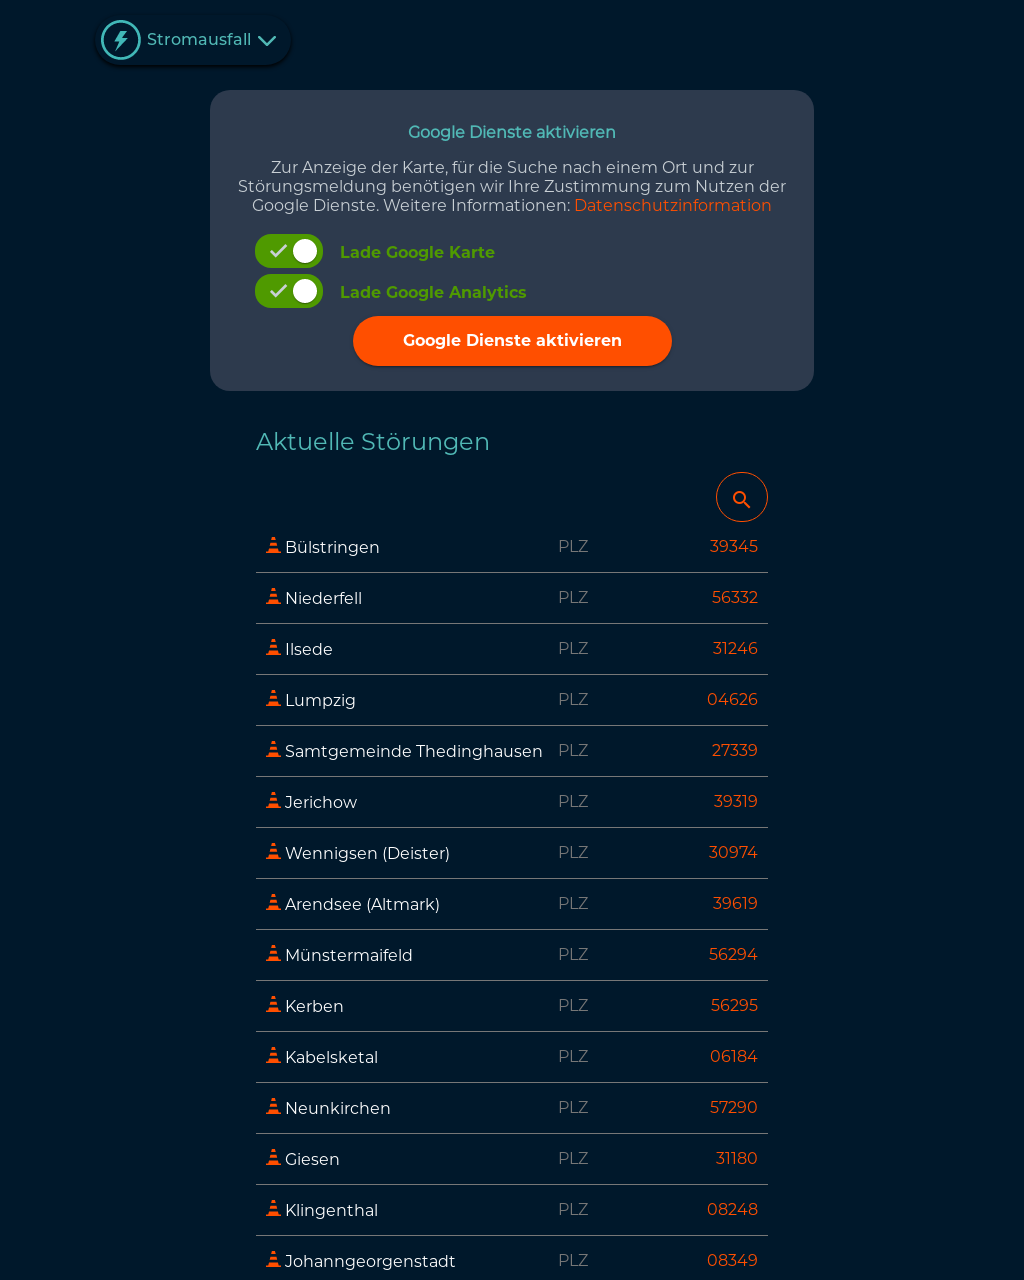 Stromausfall
Google Dienste aktivieren
Zur Anzeige der Karte, für die Suche nach einem Ort und zur
Störungsmeldung benötigen wir Ihre Zustimmung zum Nutzen der
Google Dienste. Weitere Informationen: Datenschutzinformation
Lade Google Karte
Lade Google Analytics
Google Dienste aktivieren
Aktuelle Störungen
Bülstringen PLZ 39345
Niederfell PLZ 56332
Ilsede PLZ 31246
Lumpzig PLZ 04626
Samtgemeinde Thedinghausen PLZ 27339
Jerichow PLZ 39319
Wennigsen (Deister) PLZ 30974
Arendsee (Altmark) PLZ 39619
Münstermaifeld PLZ 56294
Kerben PLZ 56295
Kabelsketal PLZ 06184
Neunkirchen PLZ 57290
Giesen PLZ 31180
Klingenthal PLZ 08248
Johanngeorgenstadt PLZ 08349